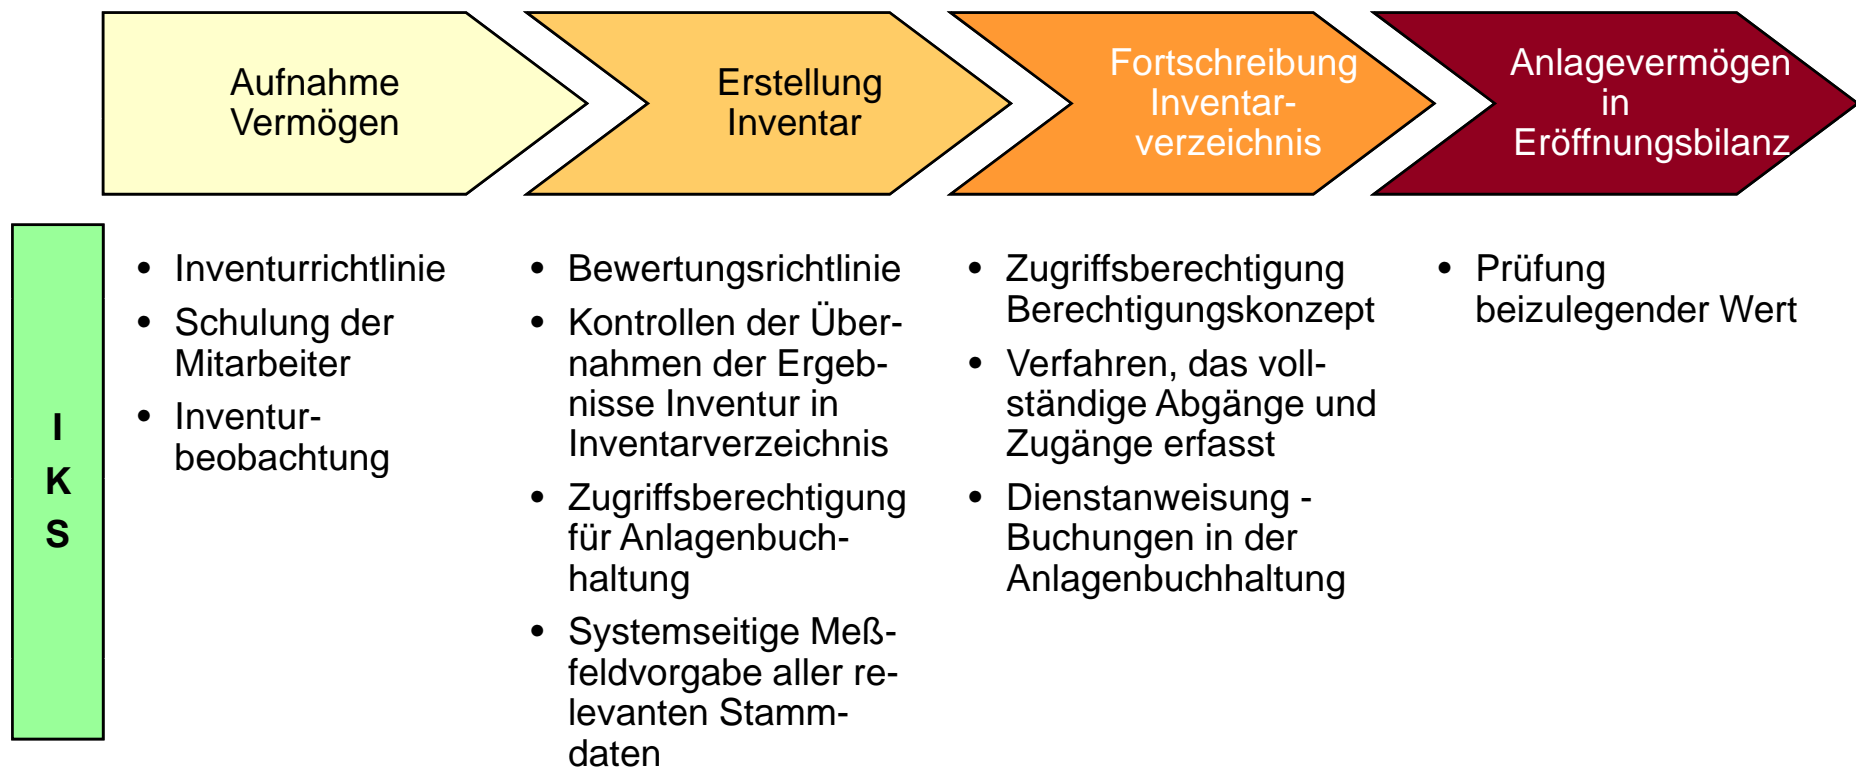 Aufnahme
Vermögen
Erstellung
Inventar
Fortschreibung
Inventar-
verzeichnis
Anlagevermögen
in
Eröffnungsbilanz
I
K
S
• Inventurrichtlinie
• Schulung der
Mitarbeiter
• Inventur-
beobachtung
• Bewertungsrichtlinie
• Kontrollen der Über-
nahmen der Ergeb-
nisse Inventur in
Inventarverzeichnis
• Zugriffsberechtigung
für Anlagenbuch-
haltung
• Systemseitige Meß-
feldvorgabe aller re-
levanten Stamm-
daten
• Zugriffsberechtigung
Berechtigungskonzept
• Verfahren, das voll-
ständige Abgänge und
Zugänge erfasst
• Dienstanweisung -
Buchungen in der
Anlagenbuchhaltung
• Prüfung
beizulegender Wert